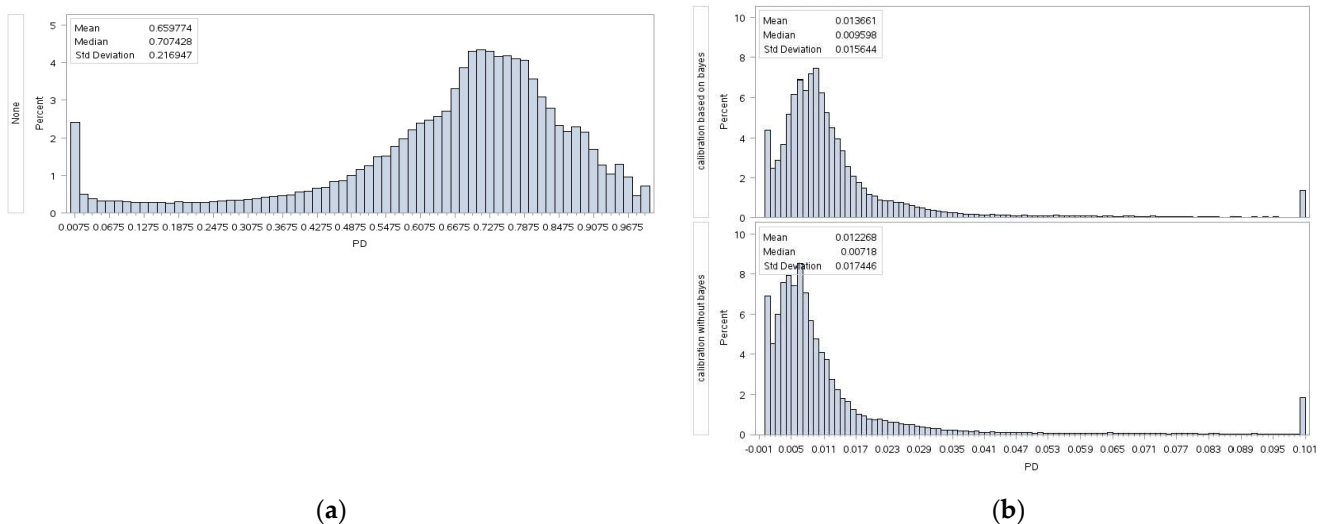 None
Percent
5
4
3
2
1
0
Mean 0.659774
Median 0.707428
Std Deviation 0.216947
0.0075 0.0675 0.1275 0.1875 0.2475 0.3075 0.3675 0.4275 0.4875 0.5475 0.6075 0.6675 0.7275 0.7875 0.8475 0.9075 0.9675
PD
(a)
calibration based on bayes
Percent
10
8
6
4
2
0
Mean 0.013661
Median 0.009598
Std Deviation 0.015644
calibration without bayes
Percent
10
8
6
4
2
0
Mean 0.012268
Median 0.00718
Std Deviation 0.017446
-0.001 0.005 0.011 0.017 0.023 0.029 0.035 0.041 0.047 0.053 0.059 0.065 0.071 0.077 0.083 0.089 0.095 0.101
PD
(b)